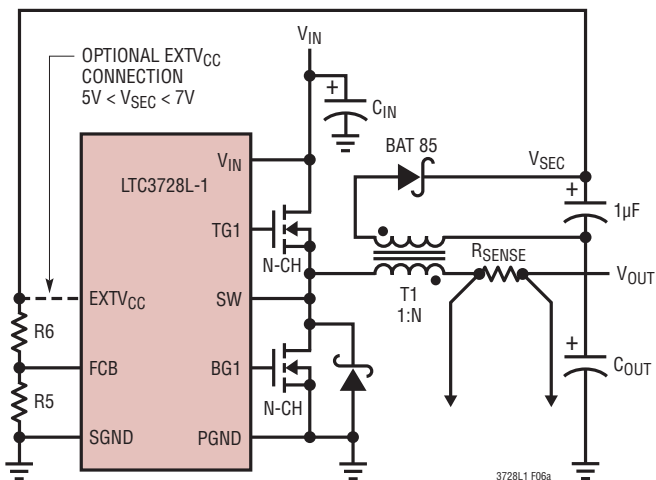 OPTIONAL EXTVCC
CONNECTION
5V < VSEC < 7V
VIN
+
CIN
BAT 85
VSEC
+
1µF
LTC3728L-1
VIN
TG1
N-CH
EXTVCC
SW
T1
1:N
RSENSE
VOUT
R6
FCB
BG1
N-CH
+
COUT
R5
SGND
PGND
3728L1 F06a